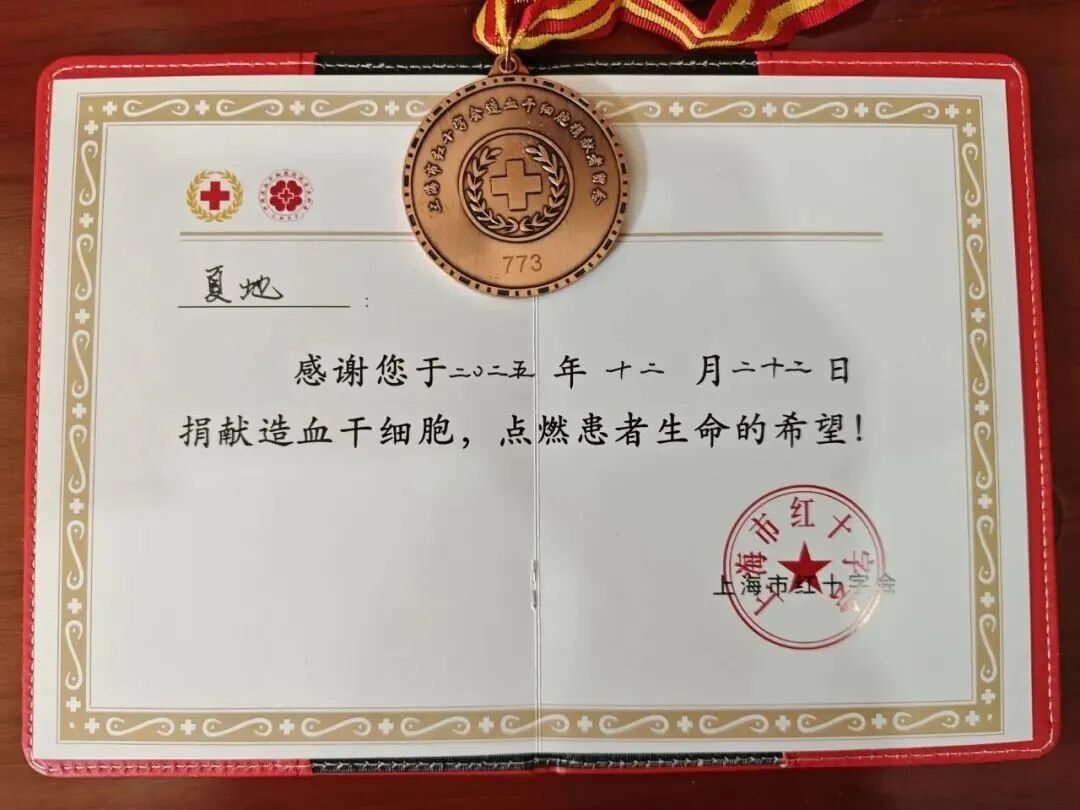 上海市红十字会造血干细胞捐献者留念
773
夏地
:
感谢您于二〇二五年十二月二十二日
捐献造血干细胞，点燃患者生命的希望！
上海市红十字会
上海市红十字会